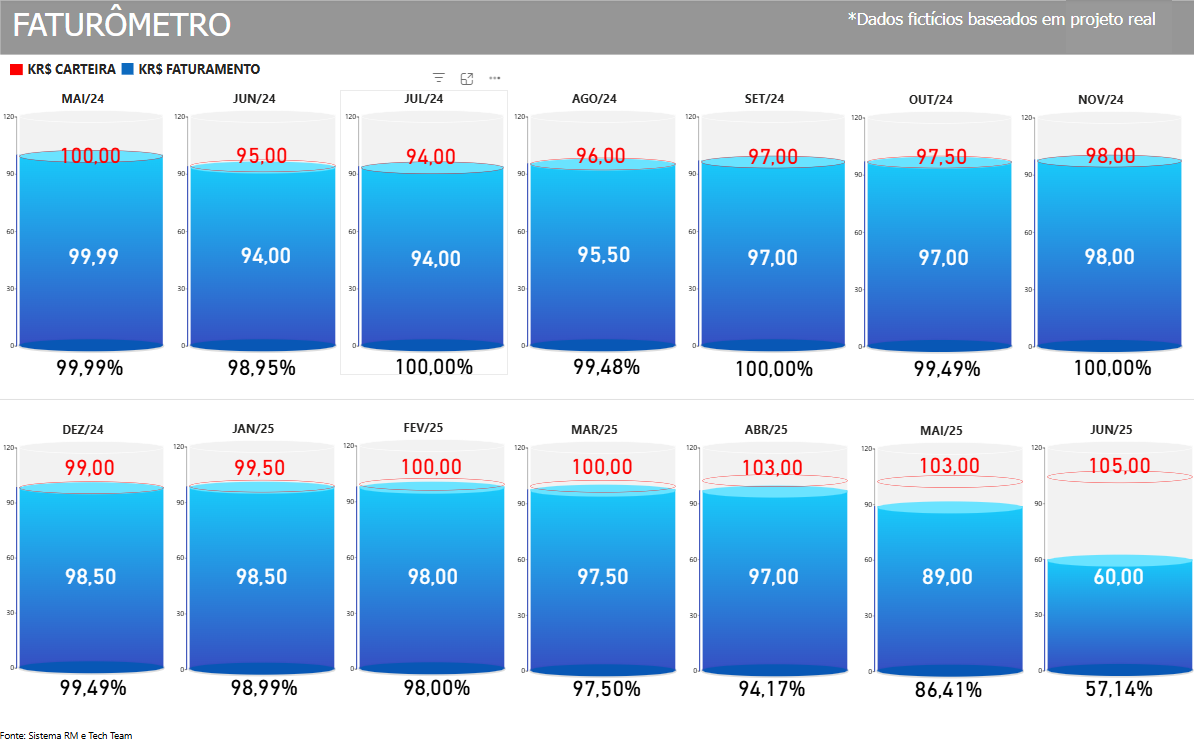 FATURÔMETRO
*Dados fictícios baseados em projeto real
KR$ CARTEIRA KR$ FATURAMENTO
MAI/24 JUN/24 JUL/24 AGO/24 SET/24 OUT/24 NOV/24
120 120 120 120 120 120 120
100,00 95,00 94,00 96,00 97,00 97,50 98,00
90 90 90 90 90 90 90
99,99 94,00 94,00 95,50 97,00 97,00 98,00
60 60 60 60 60 60 60
30 30 30 30 30 30 30
0 0 0 0 0 0 0
99,99% 98,95% 100,00% 99,48% 100,00% 99,49% 100,00%
DEZ/24 JAN/25 FEV/25 MAR/25 ABR/25 MAI/25 JUN/25
120 120 120 120 120 120 120
99,00 99,50 100,00 100,00 103,00 103,00 105,00
90 90 90 90 90 90 90
98,50 98,50 98,00 97,50 97,00 89,00 60,00
60 60 60 60 60 60 60
30 30 30 30 30 30 30
0 0 0 0 0 0 0
99,49% 98,99% 98,00% 97,50% 94,17% 86,41% 57,14%
Fonte: Sistema RM e Tech Team